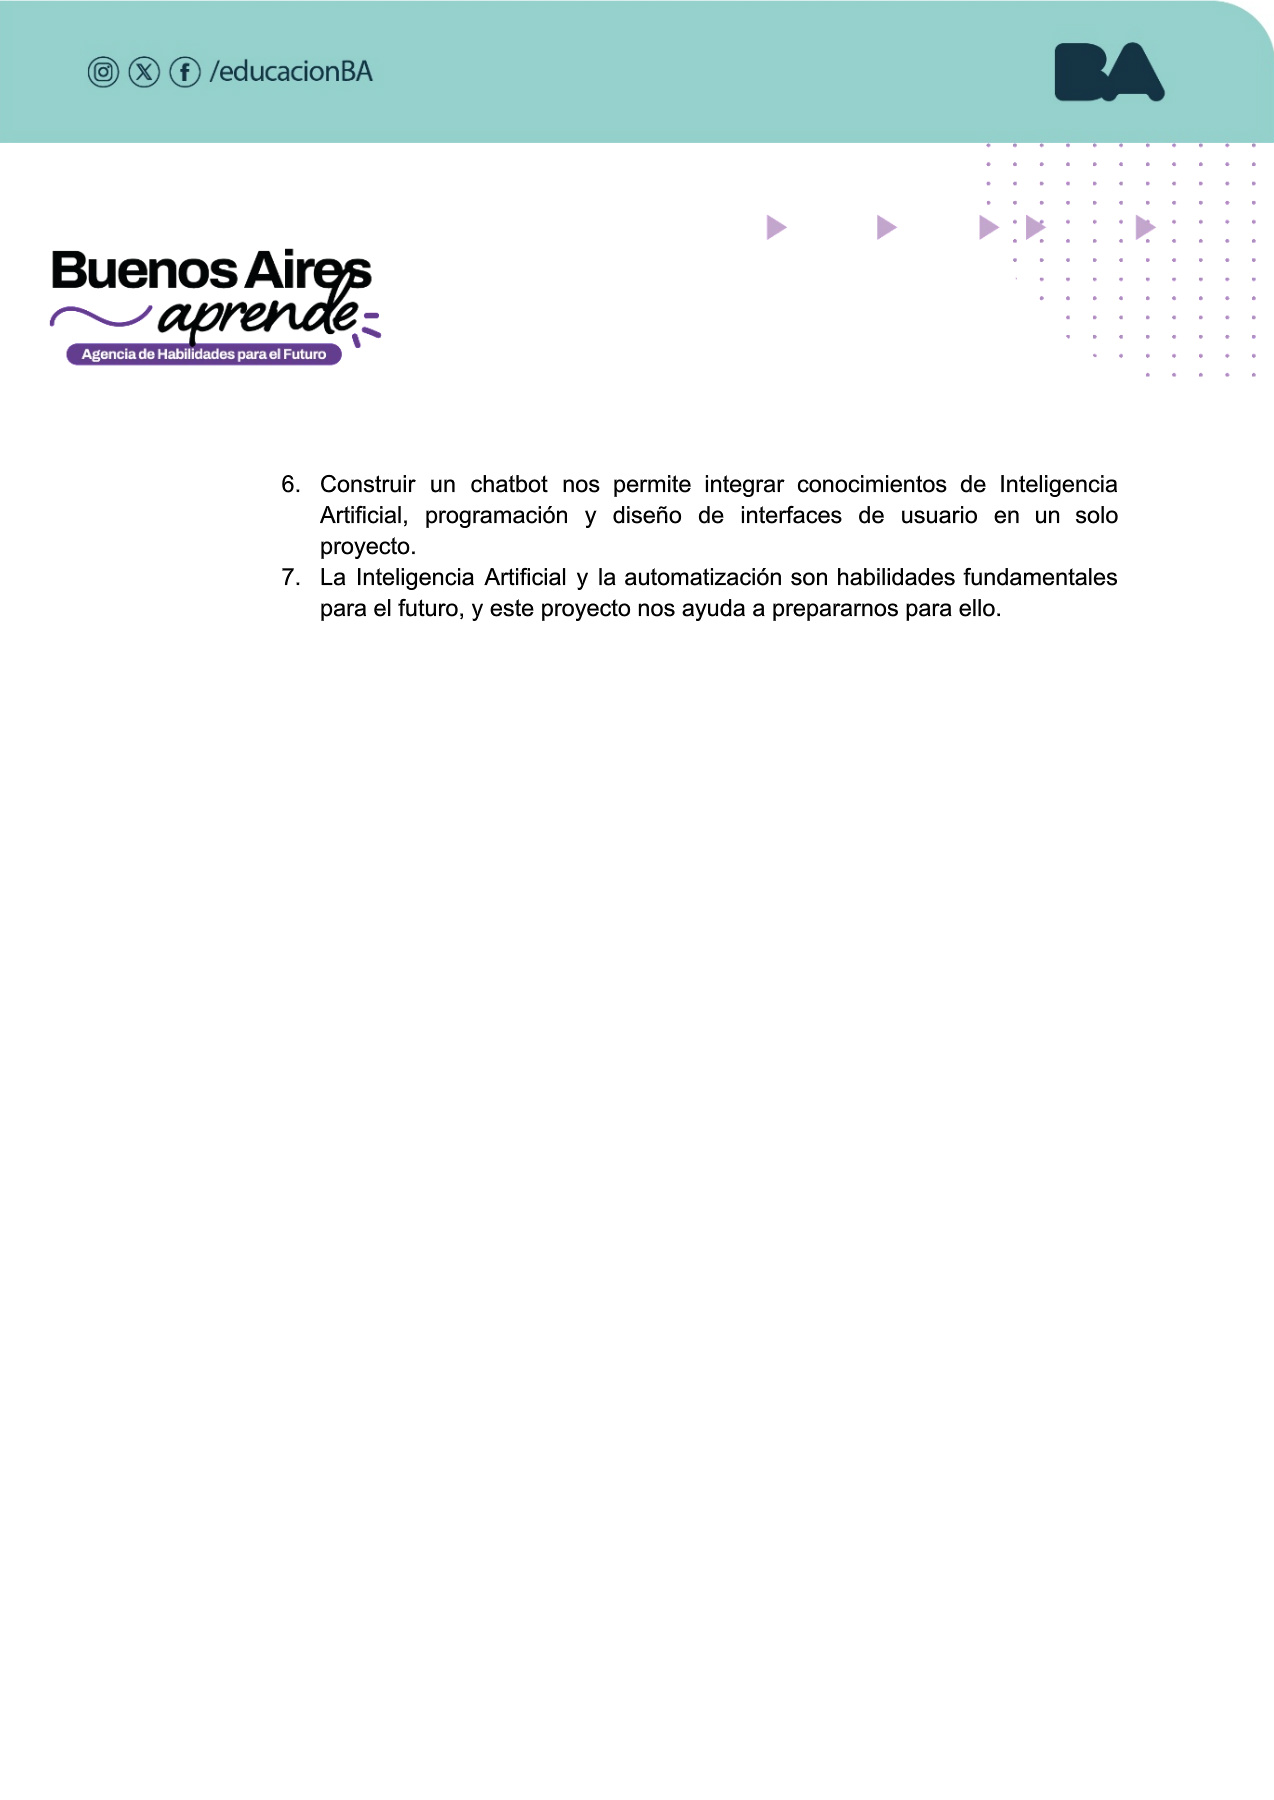 /educacionBA
BA
Buenos Aires
aprende
Agencia de Habilidades para el Futuro
6. Construir un chatbot nos permite integrar conocimientos de Inteligencia
Artificial, programación y diseño de interfaces de usuario en un solo
proyecto.
7. La Inteligencia Artificial y la automatización son habilidades fundamentales
para el futuro, y este proyecto nos ayuda a prepararnos para ello.